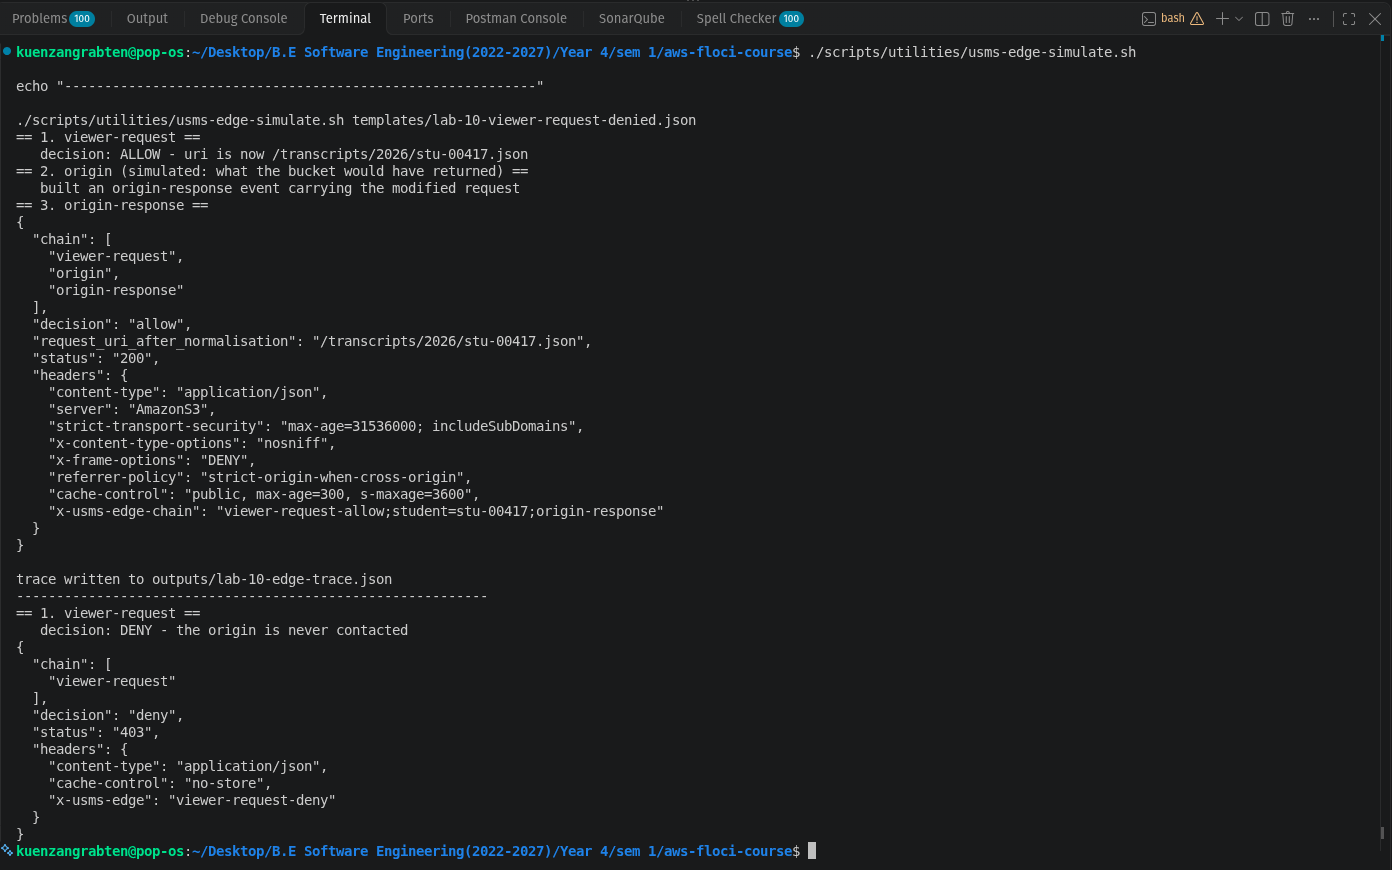 Problems 100 Output Debug Console Terminal Ports Postman Console SonarQube Spell Checker 100 bash
kuenzangrabten@pop-os:~/Desktop/B.E Software Engineering(2022-2027)/Year 4/sem 1/aws-floci-course$ ./scripts/utilities/usms-edge-simulate.sh
echo "-----------------------------------------------------------"
./scripts/utilities/usms-edge-simulate.sh templates/lab-10-viewer-request-denied.json
== 1. viewer-request ==
   decision: ALLOW - uri is now /transcripts/2026/stu-00417.json
== 2. origin (simulated: what the bucket would have returned) ==
   built an origin-response event carrying the modified request
== 3. origin-response ==
{
  "chain": [
    "viewer-request",
    "origin",
    "origin-response"
  ],
  "decision": "allow",
  "request_uri_after_normalisation": "/transcripts/2026/stu-00417.json",
  "status": "200",
  "headers": {
    "content-type": "application/json",
    "server": "AmazonS3",
    "strict-transport-security": "max-age=31536000; includeSubDomains",
    "x-content-type-options": "nosniff",
    "x-frame-options": "DENY",
    "referrer-policy": "strict-origin-when-cross-origin",
    "cache-control": "public, max-age=300, s-maxage=3600",
    "x-usms-edge-chain": "viewer-request-allow;student=stu-00417;origin-response"
  }
}
trace written to outputs/lab-10-edge-trace.json
-----------------------------------------------------------
== 1. viewer-request ==
   decision: DENY - the origin is never contacted
{
  "chain": [
    "viewer-request"
  ],
  "decision": "deny",
  "status": "403",
  "headers": {
    "content-type": "application/json",
    "cache-control": "no-store",
    "x-usms-edge": "viewer-request-deny"
  }
}
kuenzangrabten@pop-os:~/Desktop/B.E Software Engineering(2022-2027)/Year 4/sem 1/aws-floci-course$